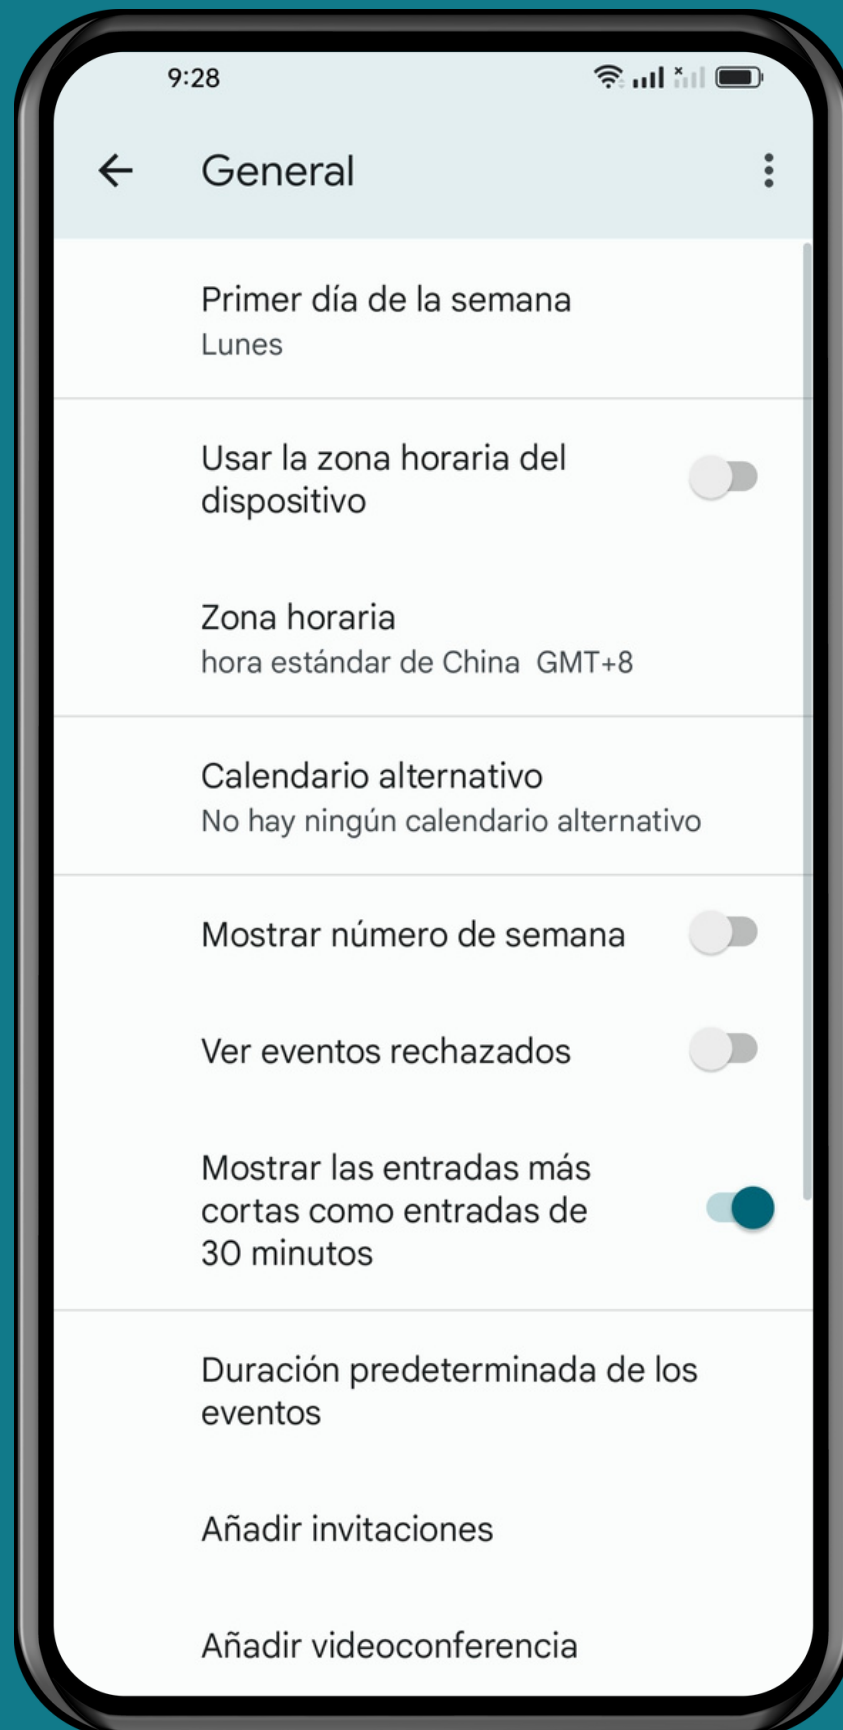 9:28
General
Primer día de la semana
Lunes
Usar la zona horaria del
dispositivo
Zona horaria
hora estándar de China GMT+8
Calendario alternativo
No hay ningún calendario alternativo
Mostrar número de semana
Ver eventos rechazados
Mostrar las entradas más
cortas como entradas de
30 minutos
Duración predeterminada de los
eventos
Añadir invitaciones
Añadir videoconferencia